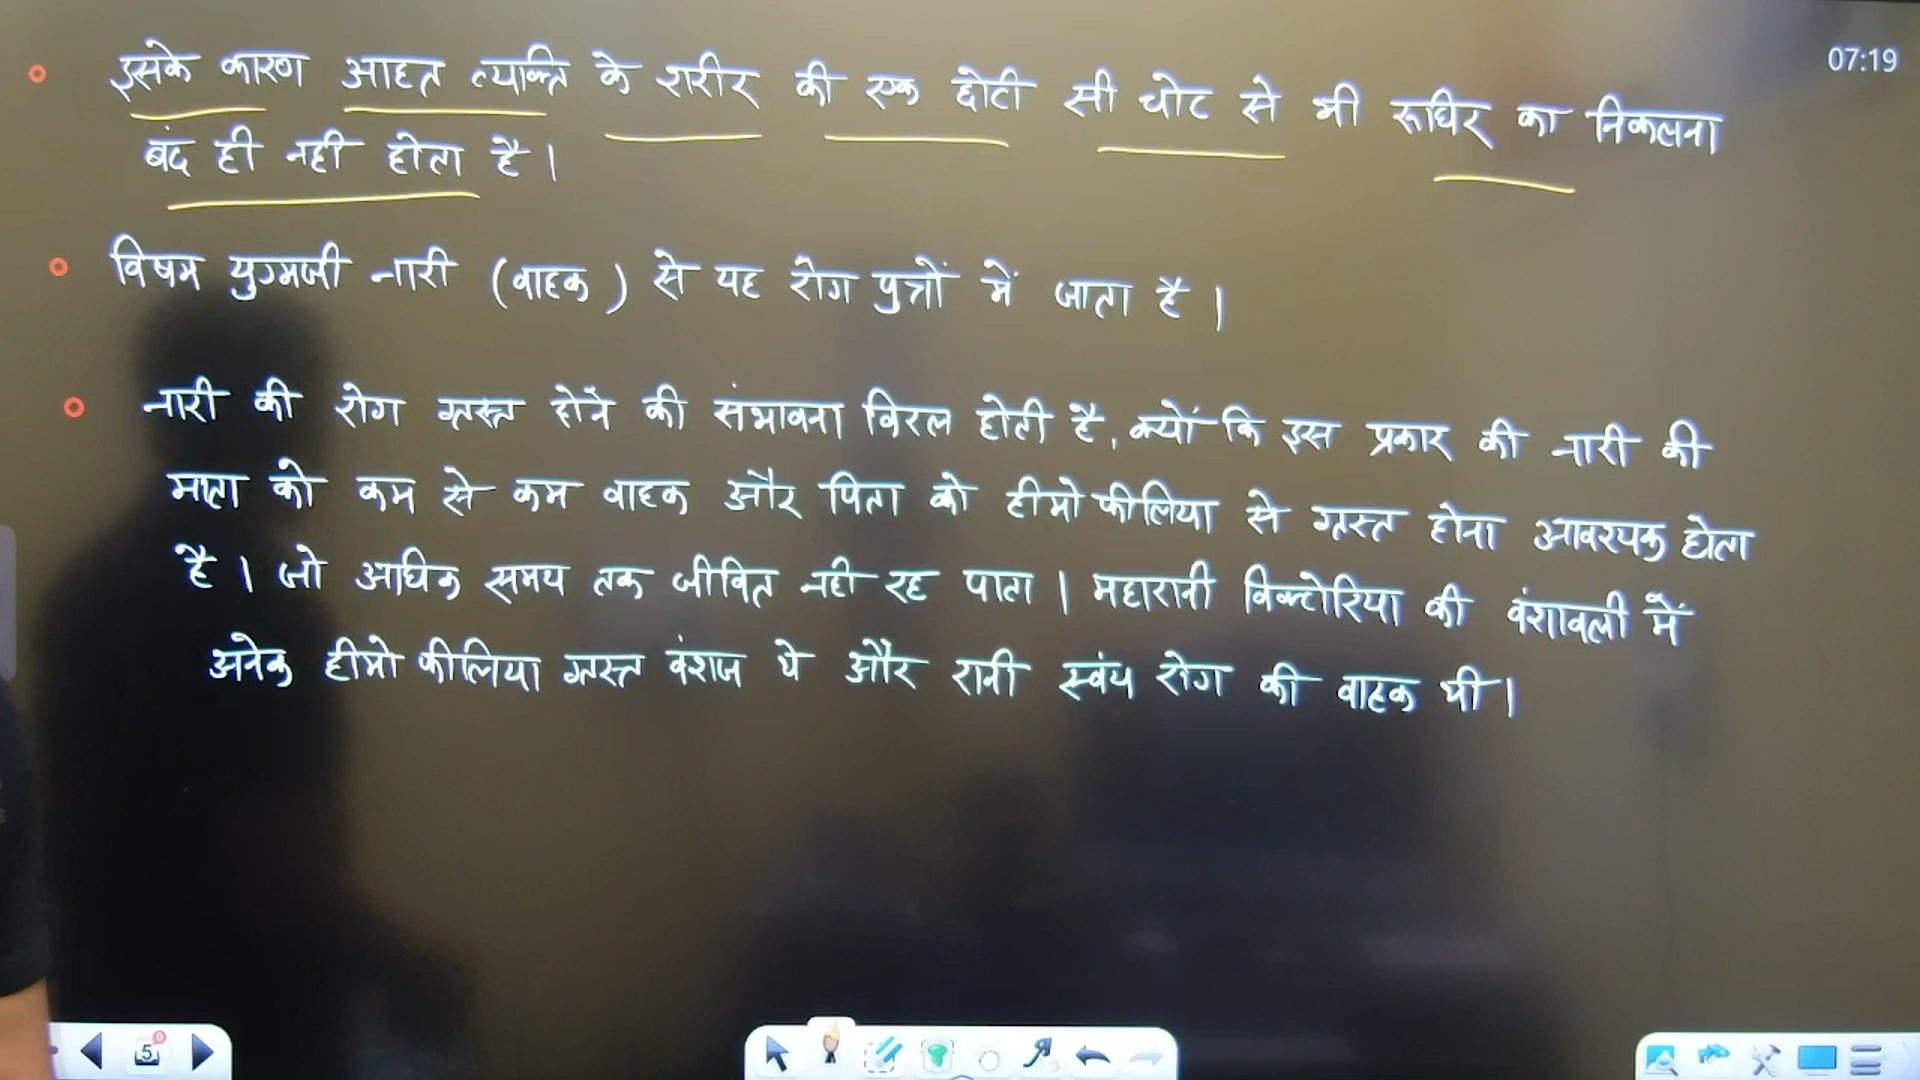 07:19
इसके कारण आहत व्यक्ति के शरीर की एक छोटी सी चोट से भी रूधिर का निकलना
बंद ही नही होता है।
विषम युग्मजी नारी (वाहक) से यह रोग पुत्रों में जाता है।
नारी की रोग ग्रस्त होने की संभावना विरल होती है, क्यों कि इस प्रकार की नारी की
माता को कम से कम वाहक और पिता को हीमोफीलिया से ग्रस्त होना आवश्यक होता
है। जो अधिक समय तक जीवित नही रह पाता। महारानी विक्टोरिया की वंशावली में
अनेक हीमोफीलिया ग्रस्त वंशज थे और रानी स्वंय रोग की वाहक थी।
5
0